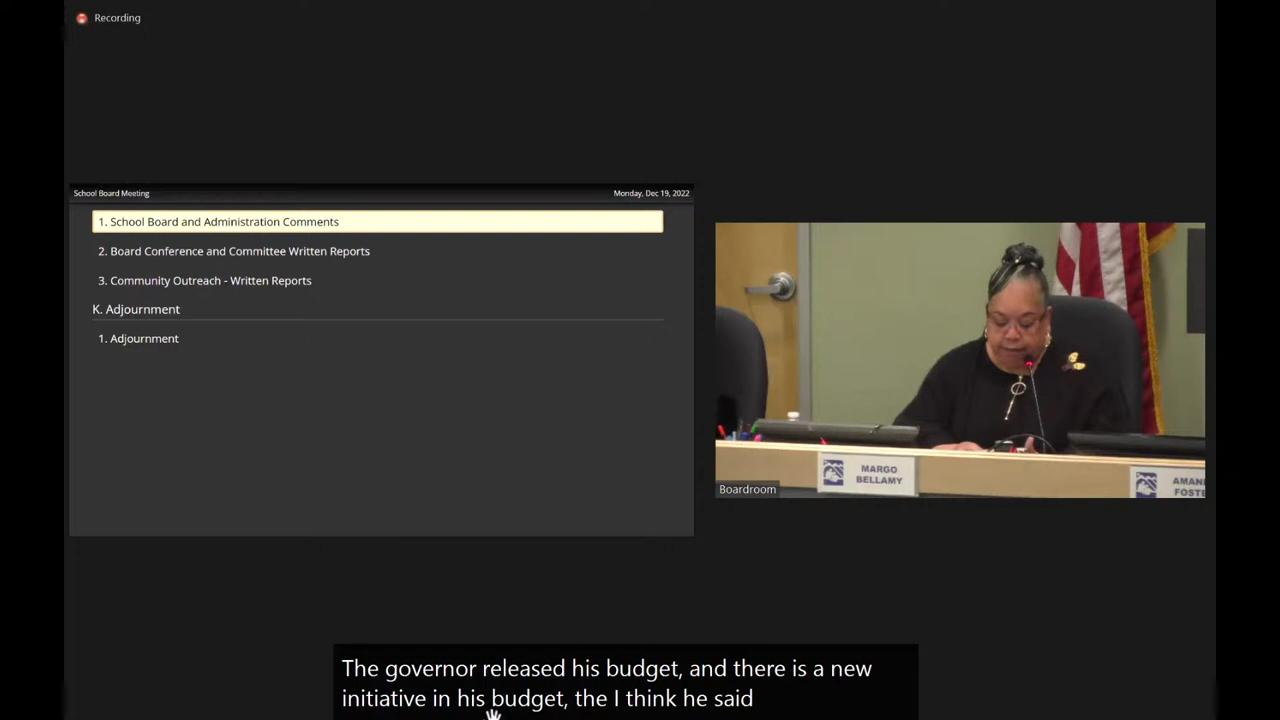 Recording
School Board Meeting
Monday, Dec 19, 2022
1. School Board and Administration Comments
2. Board Conference and Committee Written Reports
3. Community Outreach - Written Reports
K. Adjournment
1. Adjournment
MARGO
BELLAMY
AMAN
FOSTE
Boardroom
The governor released his budget, and there is a new
initiative in his budget, the I think he said